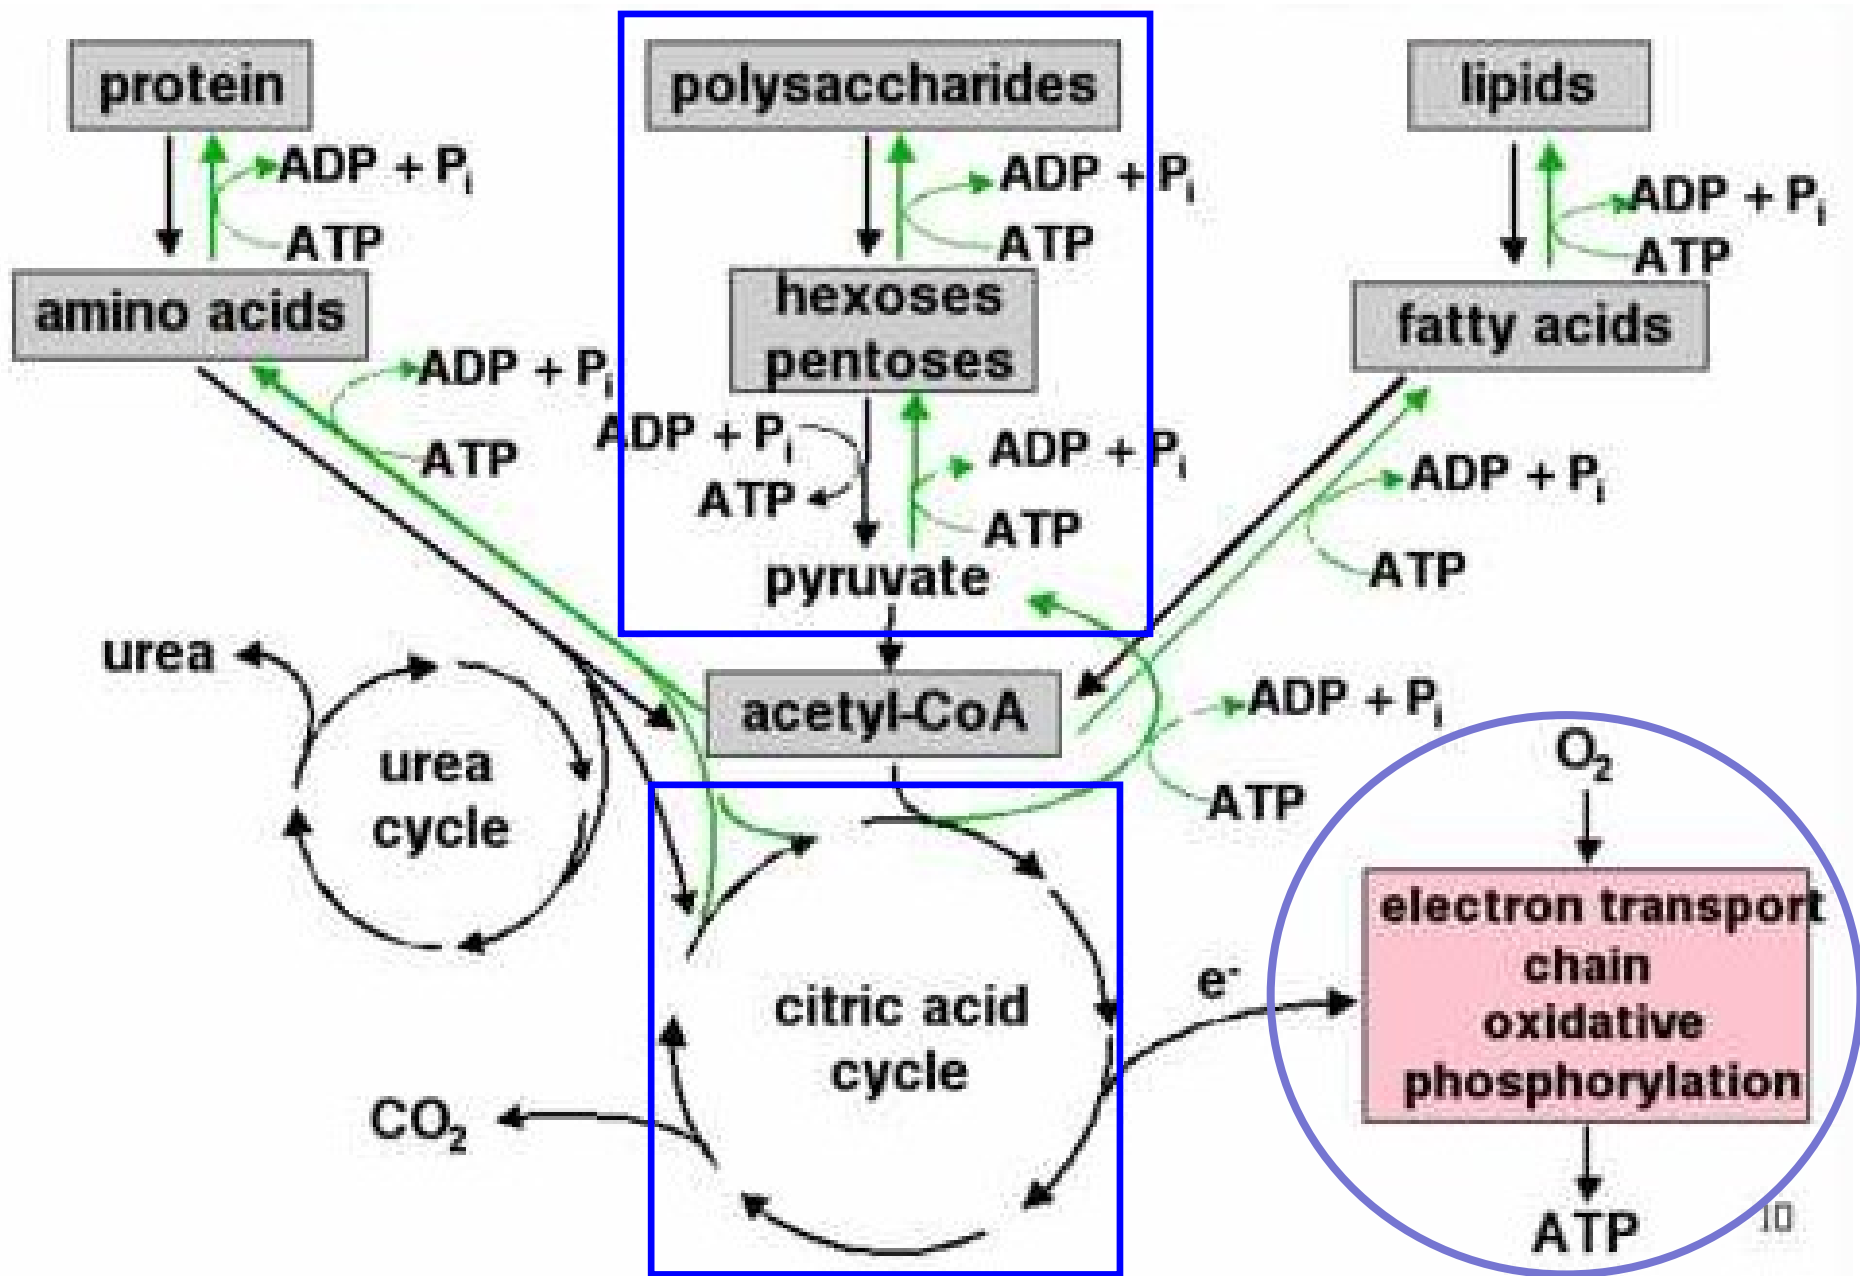 protein
polysaccharides
lipids
ADP + Pi
ATP
ADP + Pi
ATP
ADP + Pi
ATP
amino acids
hexoses
pentoses
fatty acids
ADP + Pi
ATP
ADP + Pi
ATP
ADP + Pi
ATP
ADP + Pi
ATP
pyruvate
urea
acetyl-CoA
ADP + Pi
ATP
urea
cycle
O2
electron transport
chain
oxidative
phosphorylation
e-
citric acid
cycle
CO2
ATP